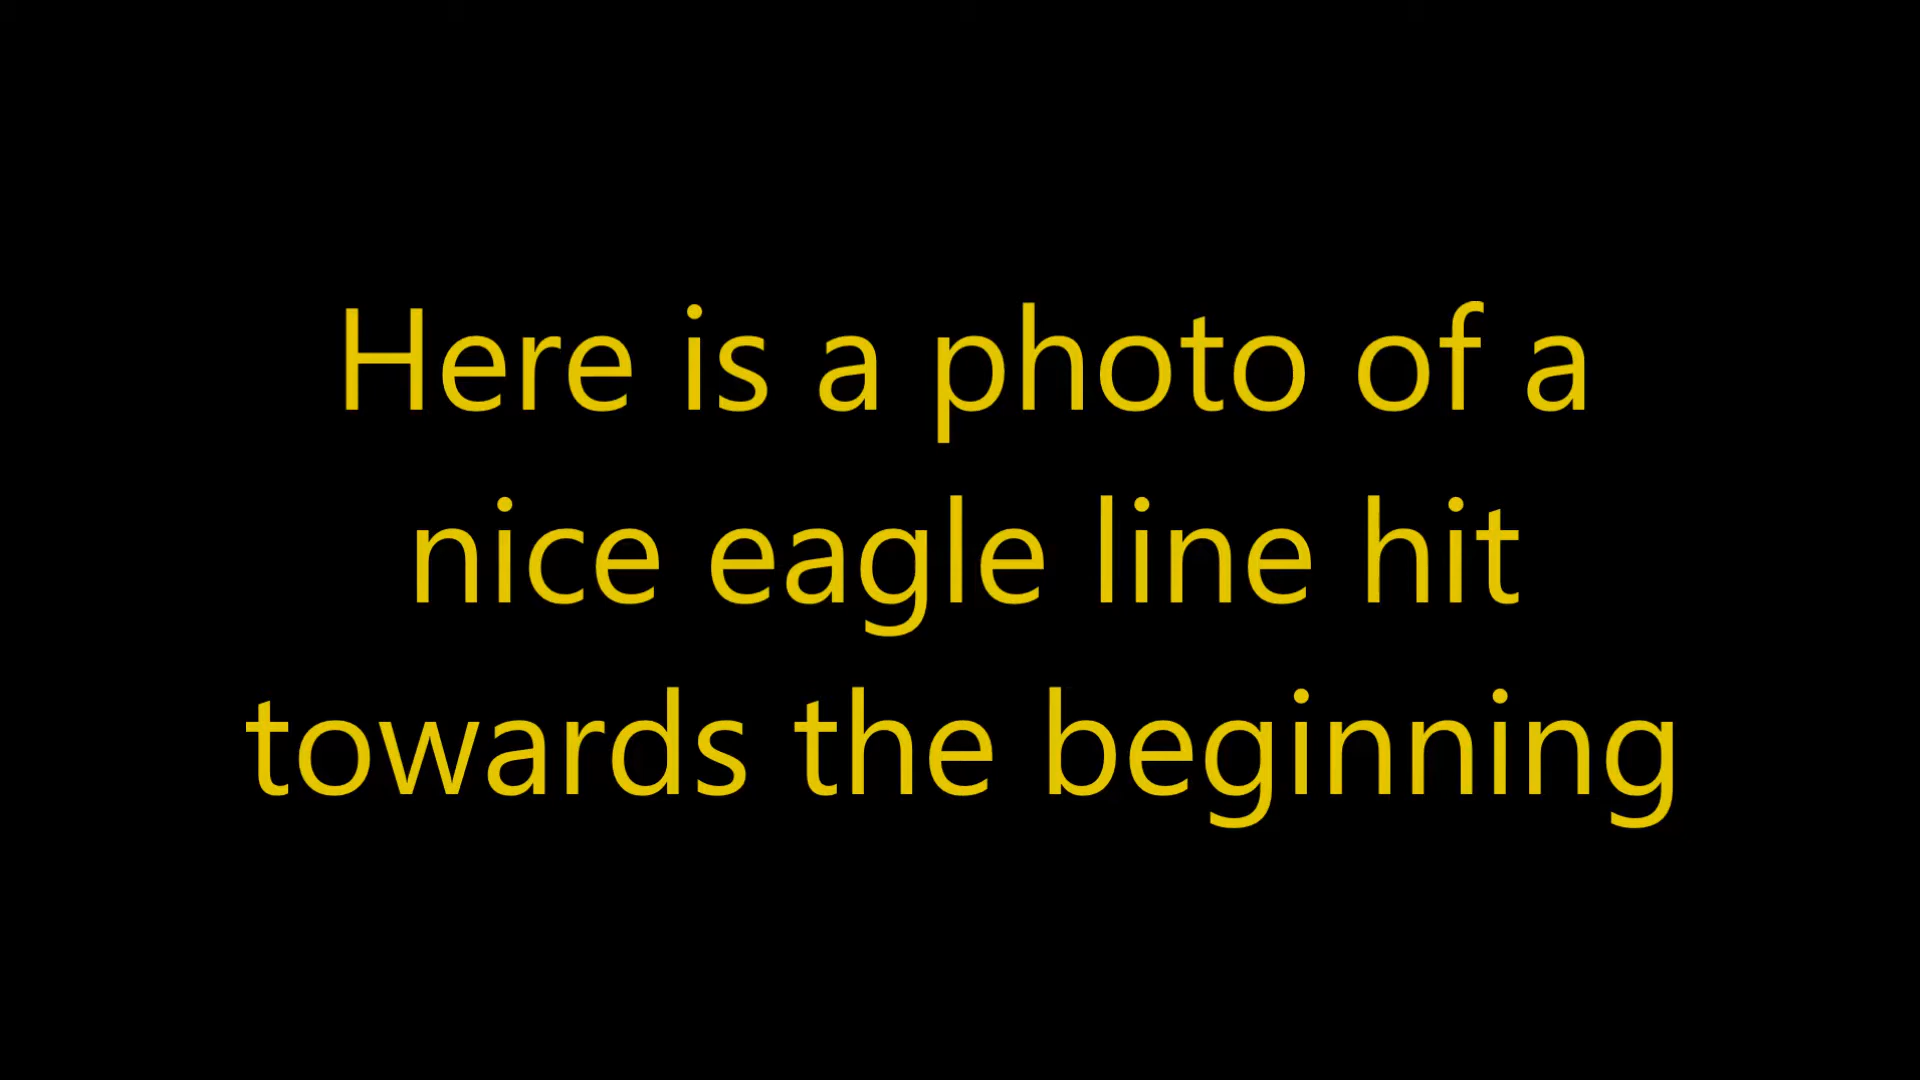 Here is a photo of a
nice eagle line hit
towards the beginning